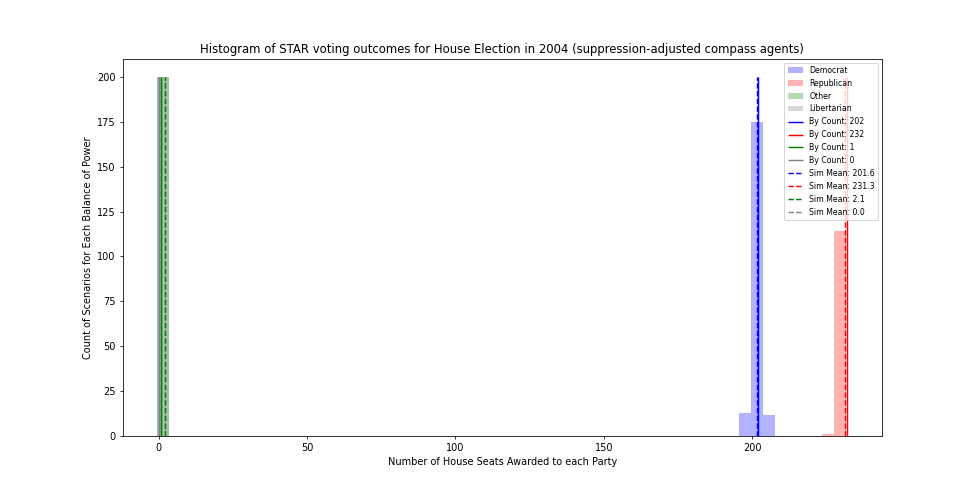 Histogram of STAR voting outcomes for House Election in 2004 (suppression-adjusted compass agents)
Count of Scenarios for Each Balance of Power
200
175
150
125
100
75
50
25
0
Democrat
Republican
Other
Libertarian
By Count: 202
By Count: 232
By Count: 1
By Count: 0
Sim Mean: 201.6
Sim Mean: 231.3
Sim Mean: 2.1
Sim Mean: 0.0
0 50 100 150 200
Number of House Seats Awarded to each Party